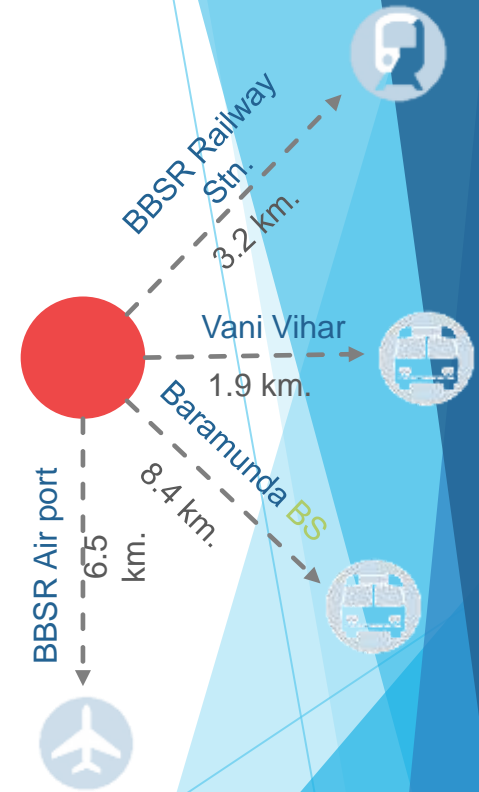 BBSR Railway
Stn.
3.2 km.
Vani Vihar
1.9 km.
Baramunda BS
8.4 km.
BBSR Air port
6.5
km.